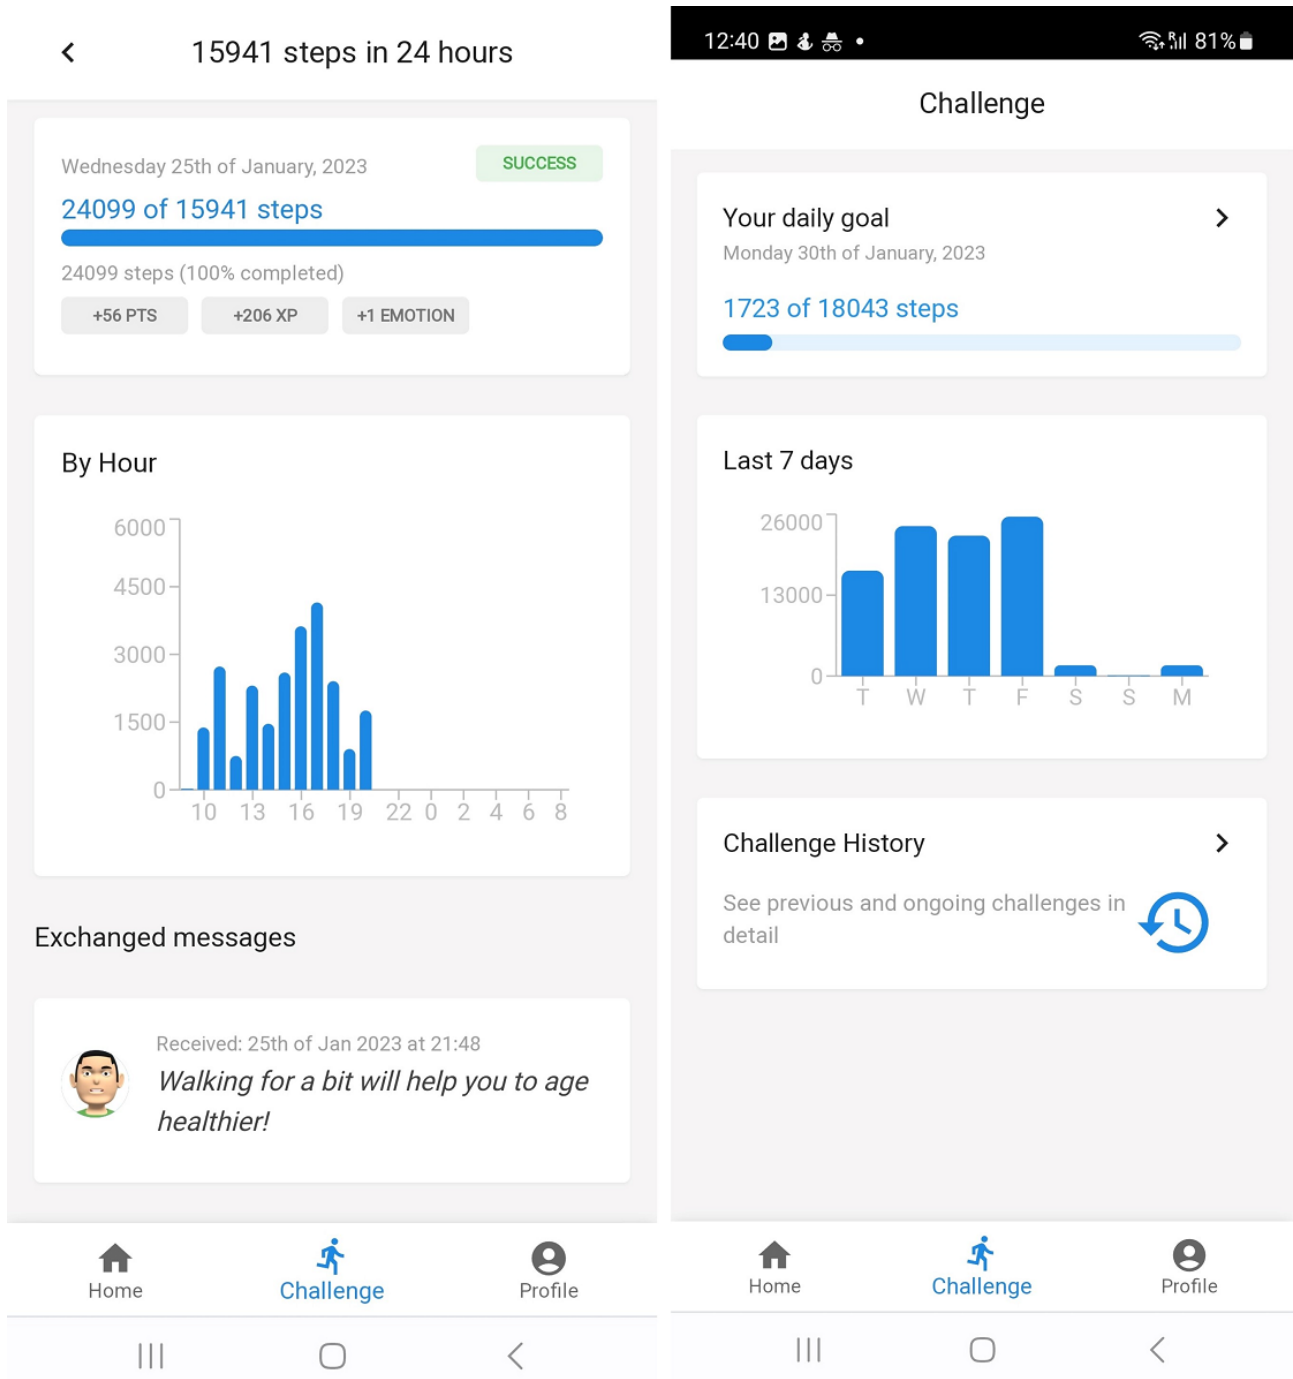 15941 steps in 24 hours
Wednesday 25th of January, 2023
SUCCESS
24099 of 15941 steps
24099 steps (100% completed)
+56 PTS
+206 XP
+1 EMOTION
By Hour
6000
4500
3000
1500
0
10 13 16 19 22 0 2 4 6 8
Exchanged messages
Received: 25th of Jan 2023 at 21:48
Walking for a bit will help you to age
healthier!
Home
Challenge
Profile
12:40
81%
Challenge
Your daily goal
Monday 30th of January, 2023
1723 of 18043 steps
Last 7 days
26000
13000
0
T W T F S S M
Challenge History
See previous and ongoing challenges in
detail
Home
Challenge
Profile